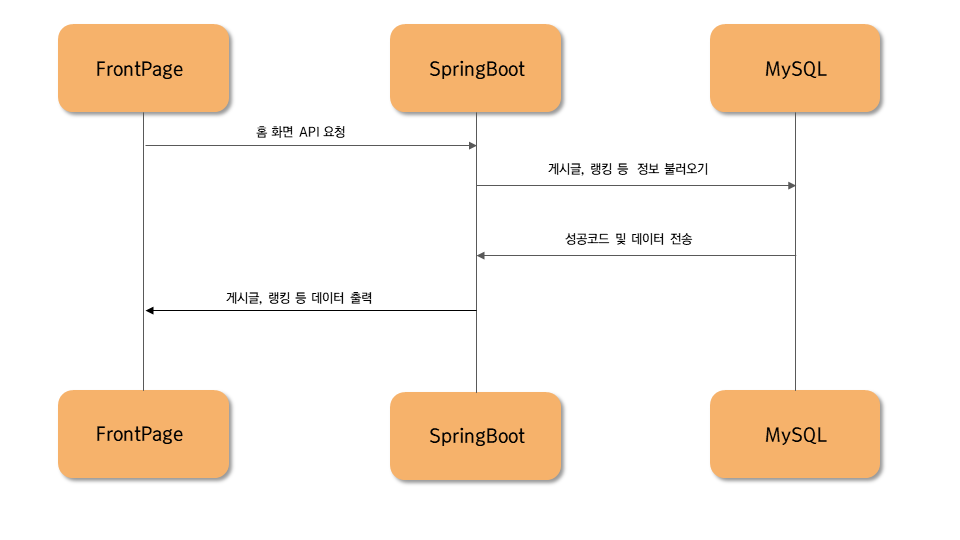 FrontPage
SpringBoot
MySQL
홈 화면 API 요청
게시글, 랭킹 등 정보 불러오기
성공코드 및 데이터 전송
게시글, 랭킹 등 데이터 출력
FrontPage
SpringBoot
MySQL